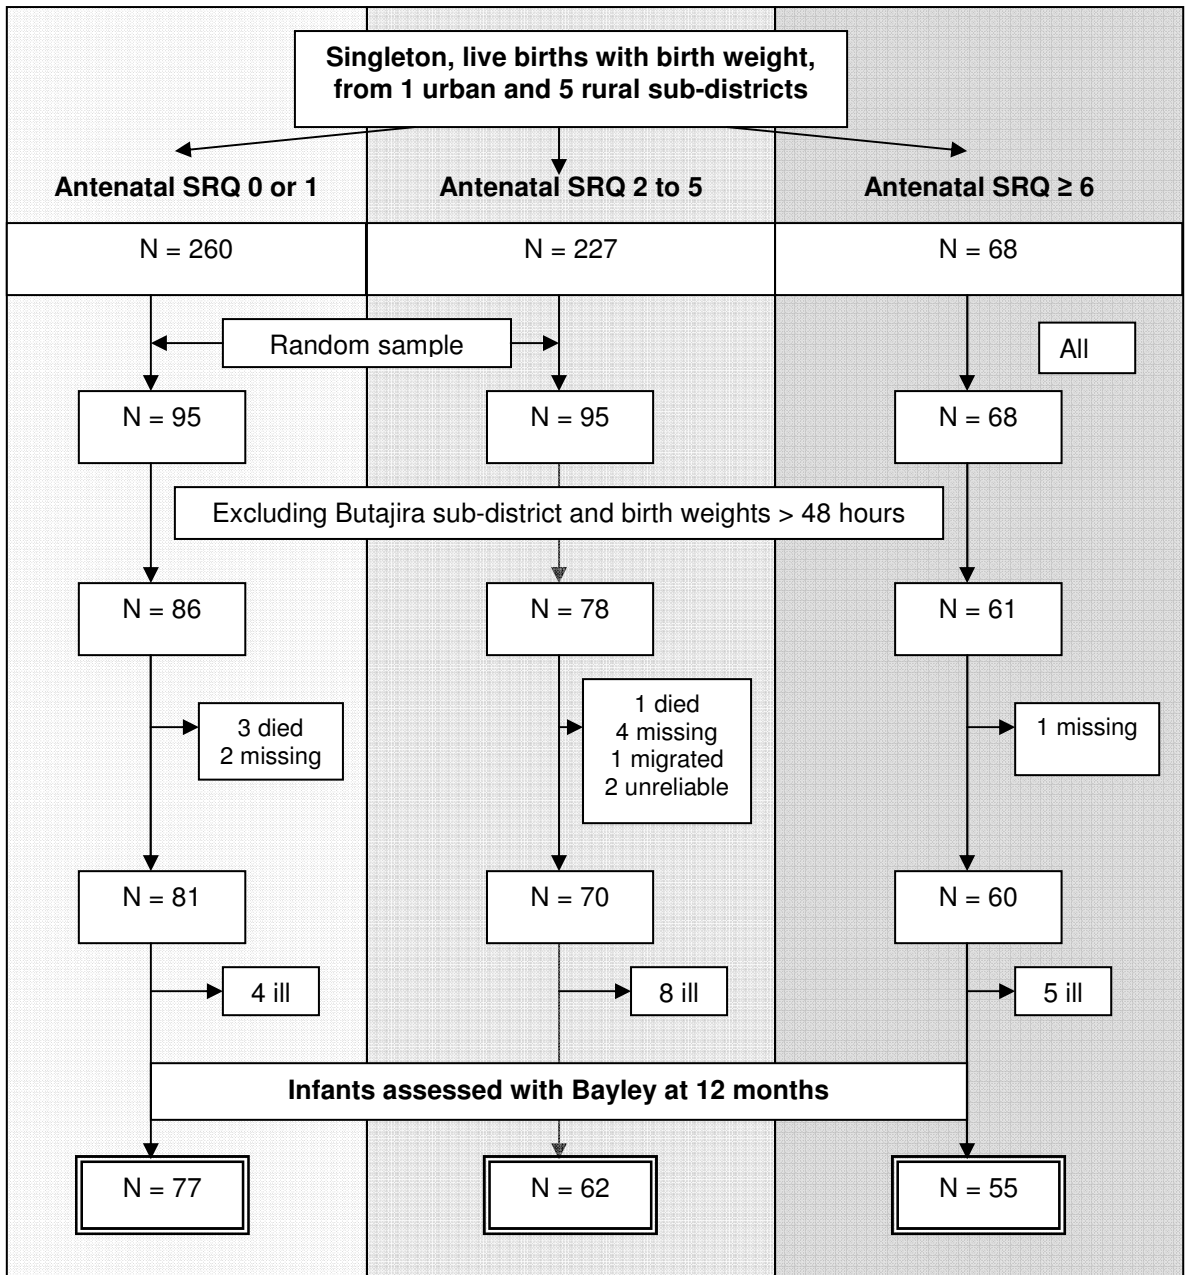 Singleton, live births with birth weight,
from 1 urban and 5 rural sub-districts
Antenatal SRQ 0 or 1
Antenatal SRQ 2 to 5
Antenatal SRQ ≥ 6
N = 260
N = 227
N = 68
Random sample
All
N = 95
N = 95
N = 68
Excluding Butajira sub-district and birth weights > 48 hours
N = 86
N = 78
N = 61
3 died
2 missing
1 died
4 missing
1 migrated
2 unreliable
1 missing
N = 81
N = 70
N = 60
4 ill
8 ill
5 ill
Infants assessed with Bayley at 12 months
N = 77
N = 62
N = 55